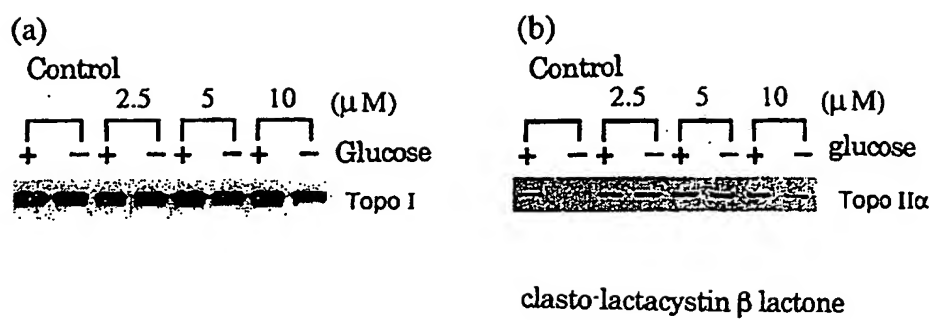 (a)
Control
2.5 5 10 (μM)
+ − + − + − + − Glucose
Topo I
(b)
Control
2.5 5 10 (μM)
+ − + − + − + − glucose
Topo IIα
clasto-lactacystin β lactone